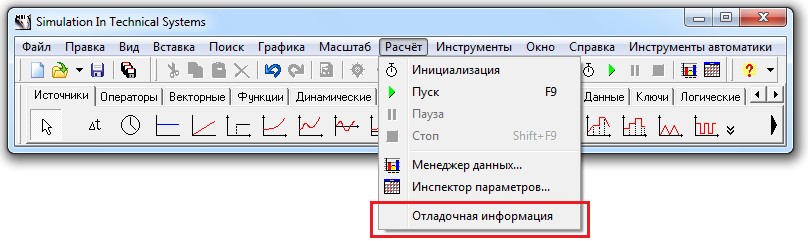 Simulation In Technical Systems
Файл Правка Вид Вставка Поиск Графика Масштаб Расчёт Инструменты Окно Справка Инструменты автоматики
Источники Операторы Векторные Функции Динамические Данные Ключи Логические
Δt
Инициализация
Пуск F9
Пауза
Стоп Shift+F9
Менеджер данных...
Инспектор параметров...
Отладочная информация